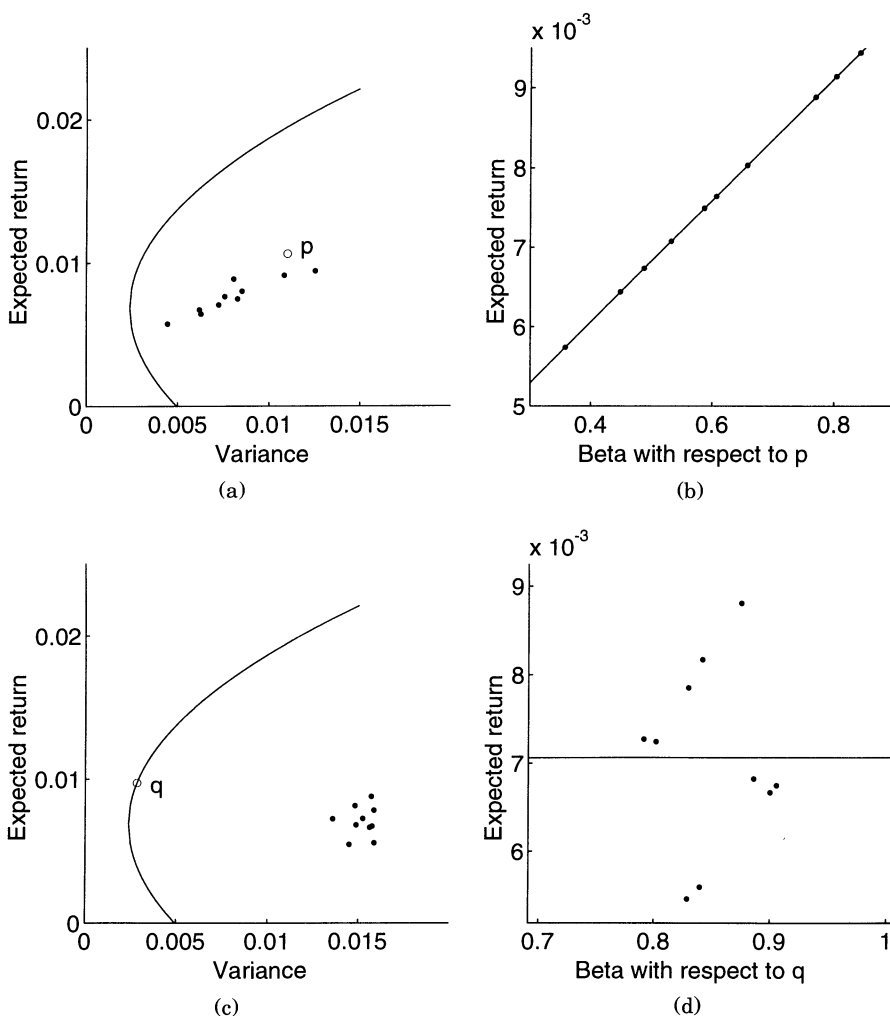 x 10⁻³
0.02
0.01
0
Expected return
p
0
0.005
0.01
0.015
Variance
(a)
9
8
7
6
5
Expected return
0.4
0.6
0.8
Beta with respect to p
(b)
x 10⁻³
0.02
0.01
0
Expected return
q
0
0.005
0.01
0.015
Variance
(c)
9
8
7
6
Expected return
0.7
0.8
0.9
1
Beta with respect to q
(d)